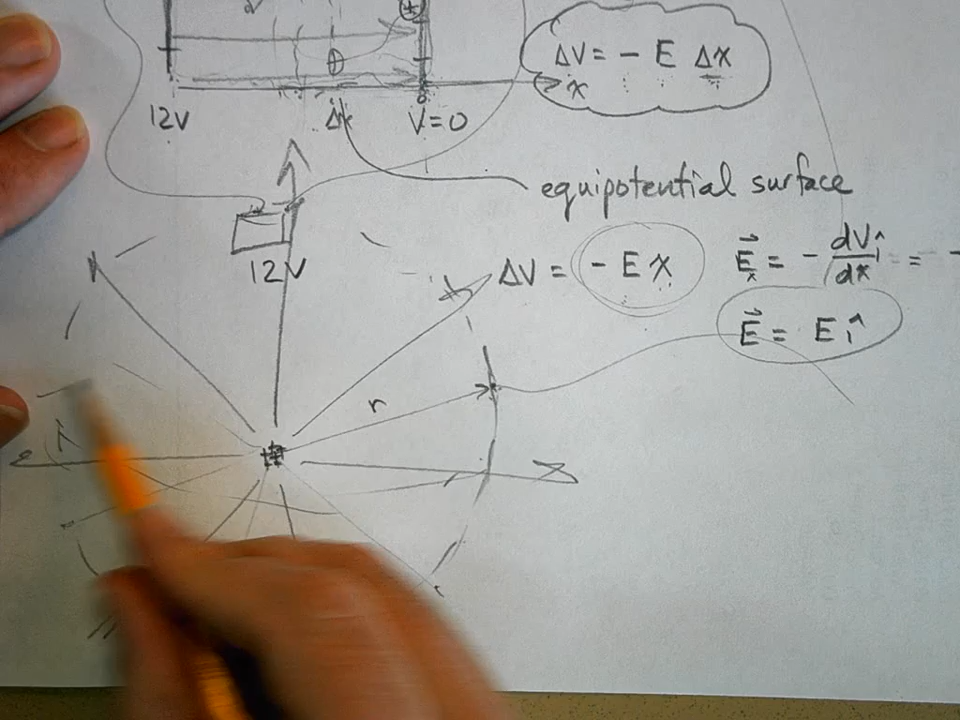 ΔV = - E Δx
x
12V Δx V=0
equipotential surface
12V
ΔV = - E x
E⃗ₓ = - dV/dx î = -
E⃗ = E î
r